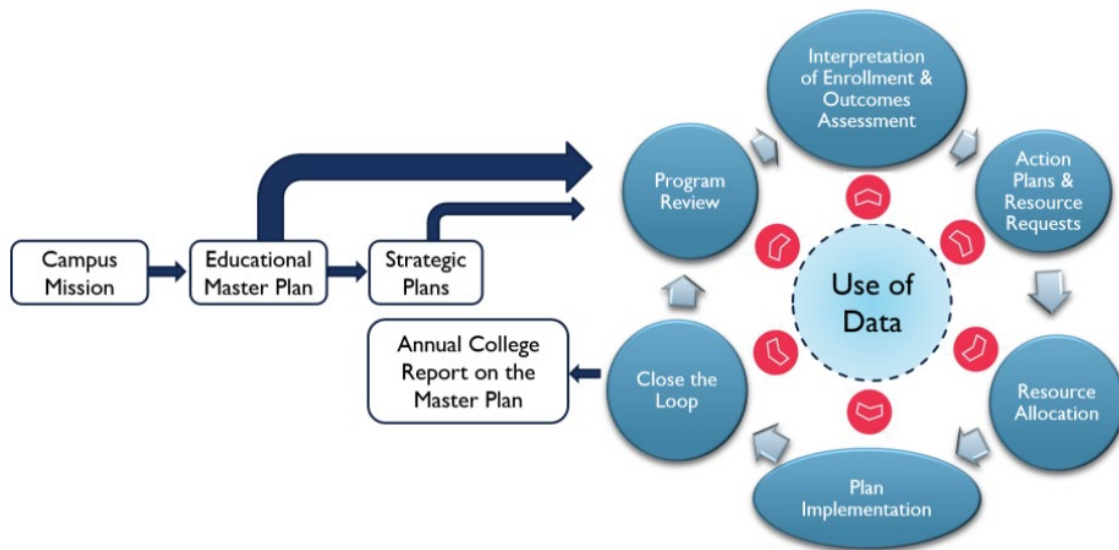 Campus
Mission
Educational
Master Plan
Strategic
Plans
Annual College
Report on the
Master Plan
Program
Review
Interpretation
of Enrollment &
Outcomes
Assessment
Action
Plans &
Resource
Requests
Resource
Allocation
Plan
Implementation
Close the
Loop
Use of
Data